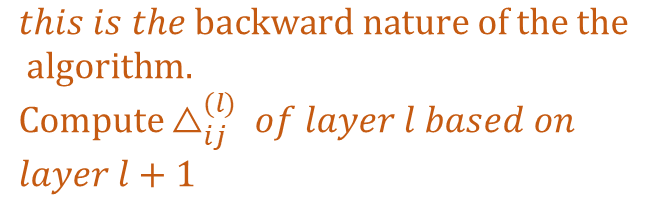 this is the backward nature of the the
algorithm.
Compute △ᵢⱼ⁽ˡ⁾ of layer l based on
layer l + 1